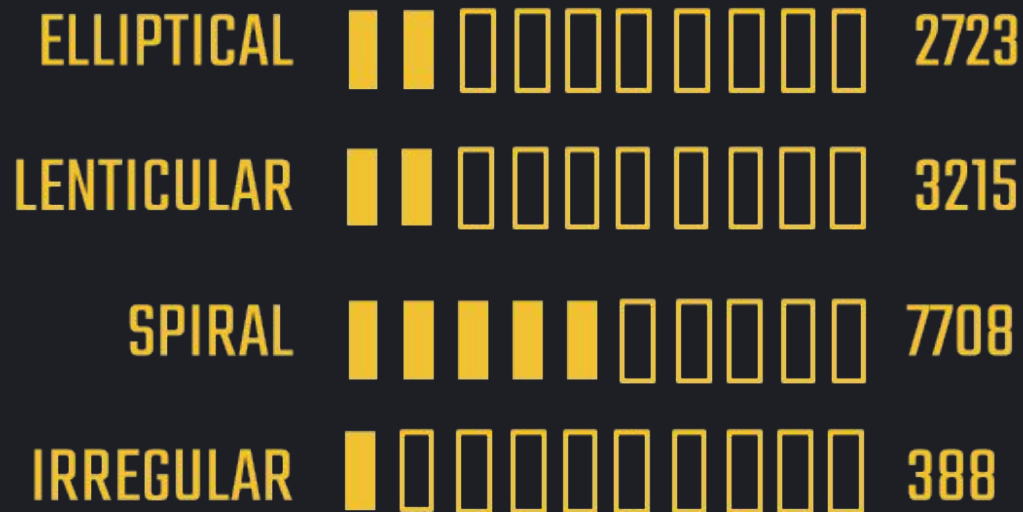 ELLIPTICAL 2723
LENTICULAR 3215
SPIRAL 7708
IRREGULAR 388